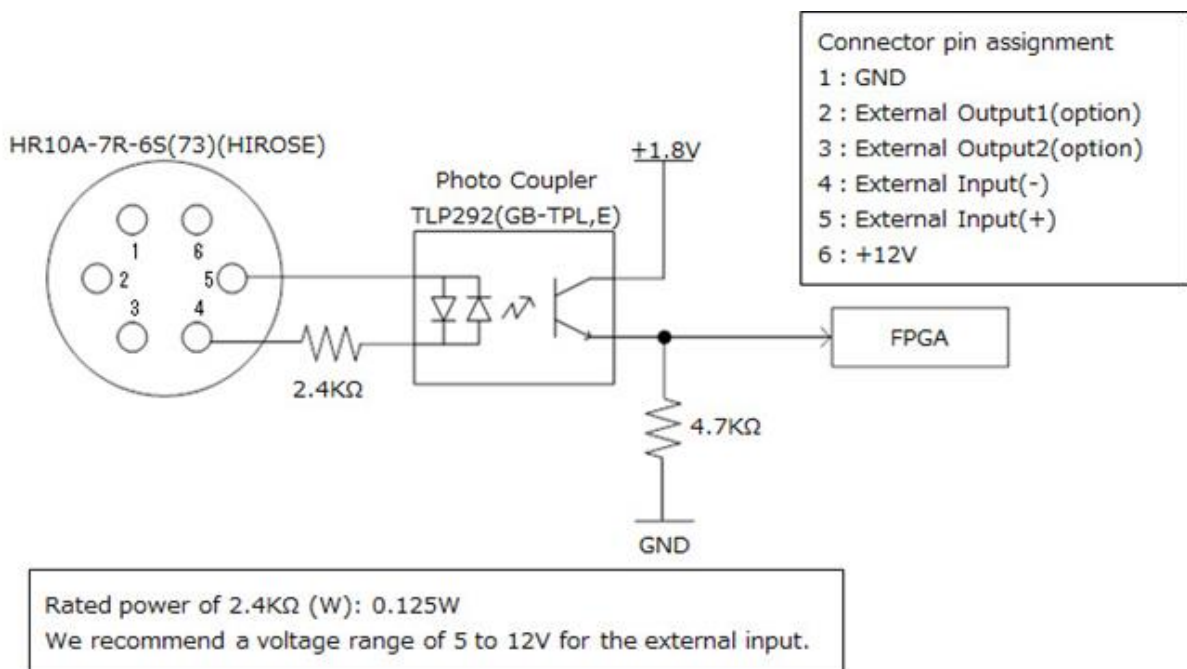 Connector pin assignment
1 : GND
2 : External Output1(option)
3 : External Output2(option)
4 : External Input(-)
5 : External Input(+)
6 : +12V
HR10A-7R-6S(73)(HIROSE)
+1.8V
Photo Coupler
TLP292(GB-TPL,E)
1
6
2
5
3
4
2.4KΩ
FPGA
4.7KΩ
GND
Rated power of 2.4KΩ (W): 0.125W
We recommend a voltage range of 5 to 12V for the external input.